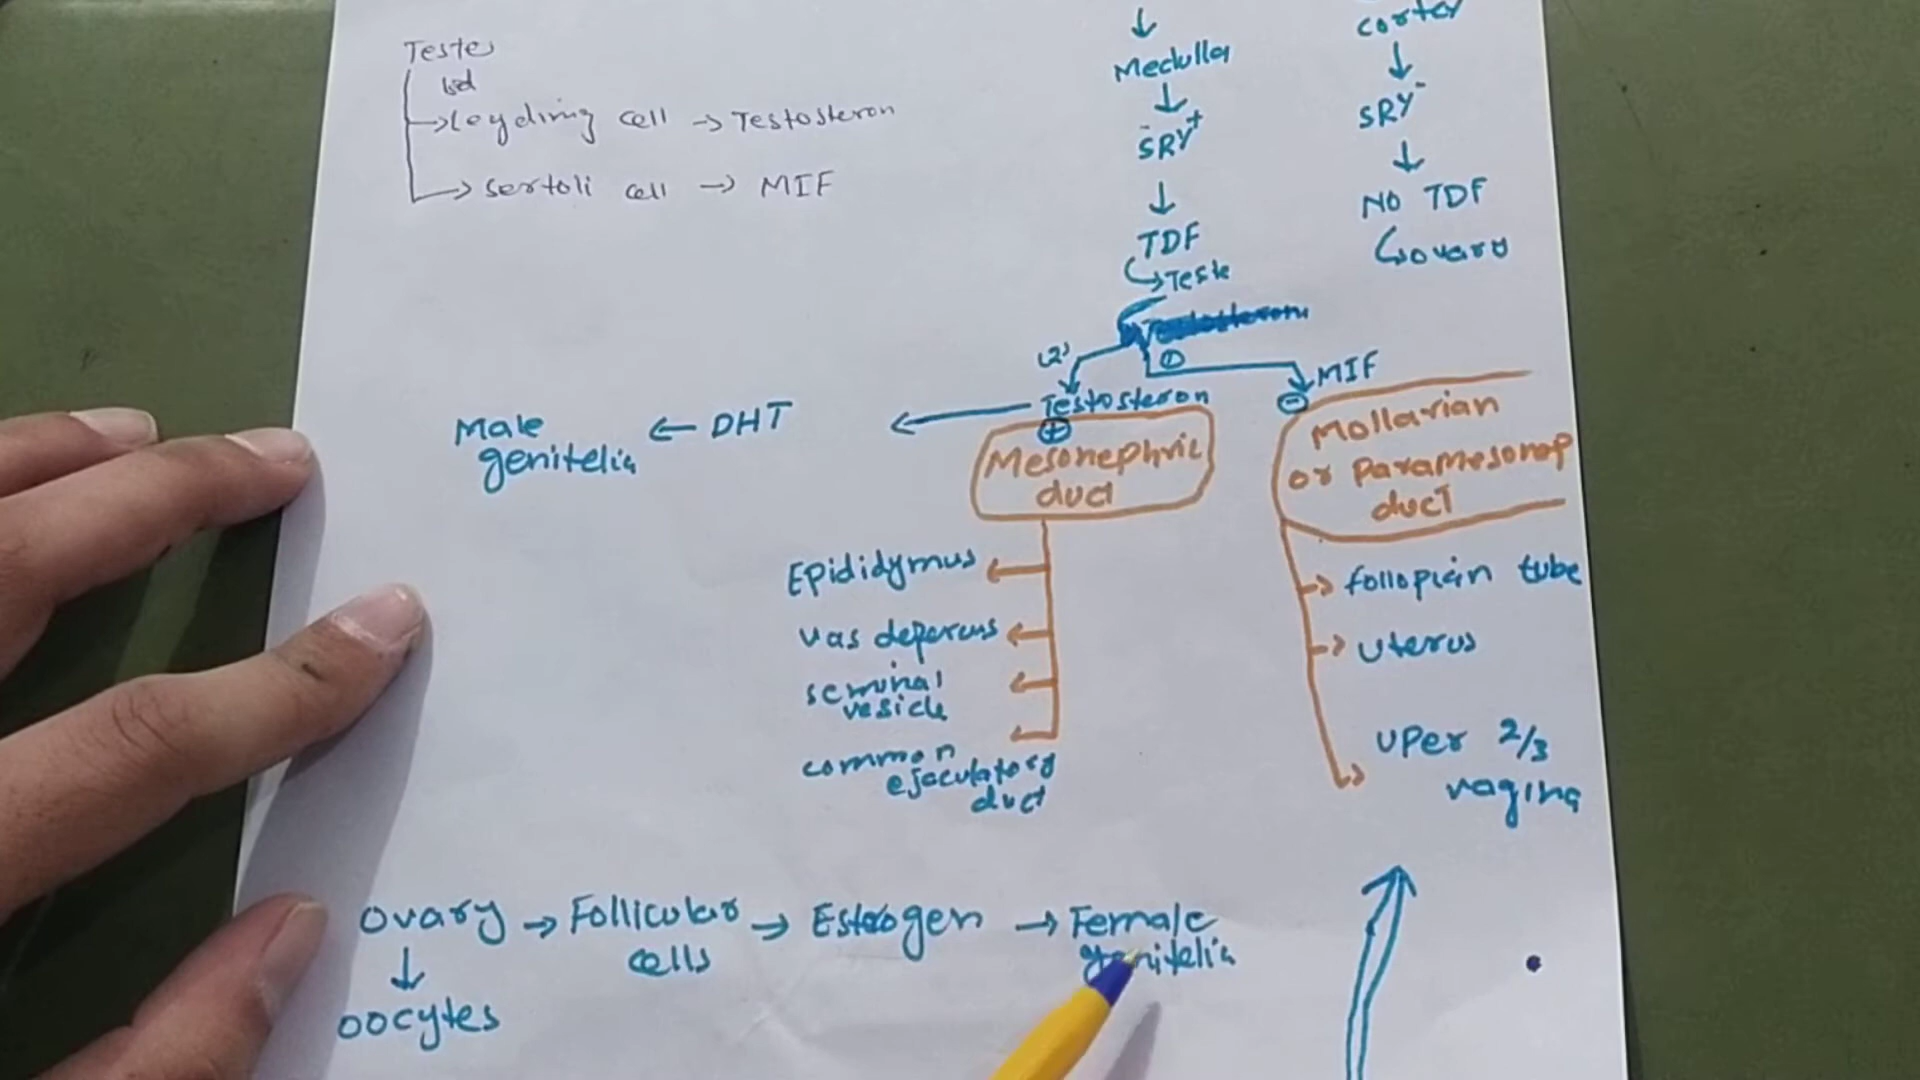 Testes
Leyding cell → Testosteron
Sertoli cell → MIF
↓
Medulla
↓
SRY+
↓
TDF
↳ Teste
Cortex
↓
SRY-
↓
NO TDF
↳ ovary
(2)
①
Testosteron
MIF
⊕
⊖
Mesonephric
duct
Mollarian
or Paramesonep
ducT
← DHT
Male
genitelia
Epididymus
vas deferens
seminal
vesicle
common
ejaculatory
duct
follopian tube
uterus
uper 2/3
vagina
Ovary → Follicular
cells
→ Estrogen → Female
genitelia
↓
oocytes